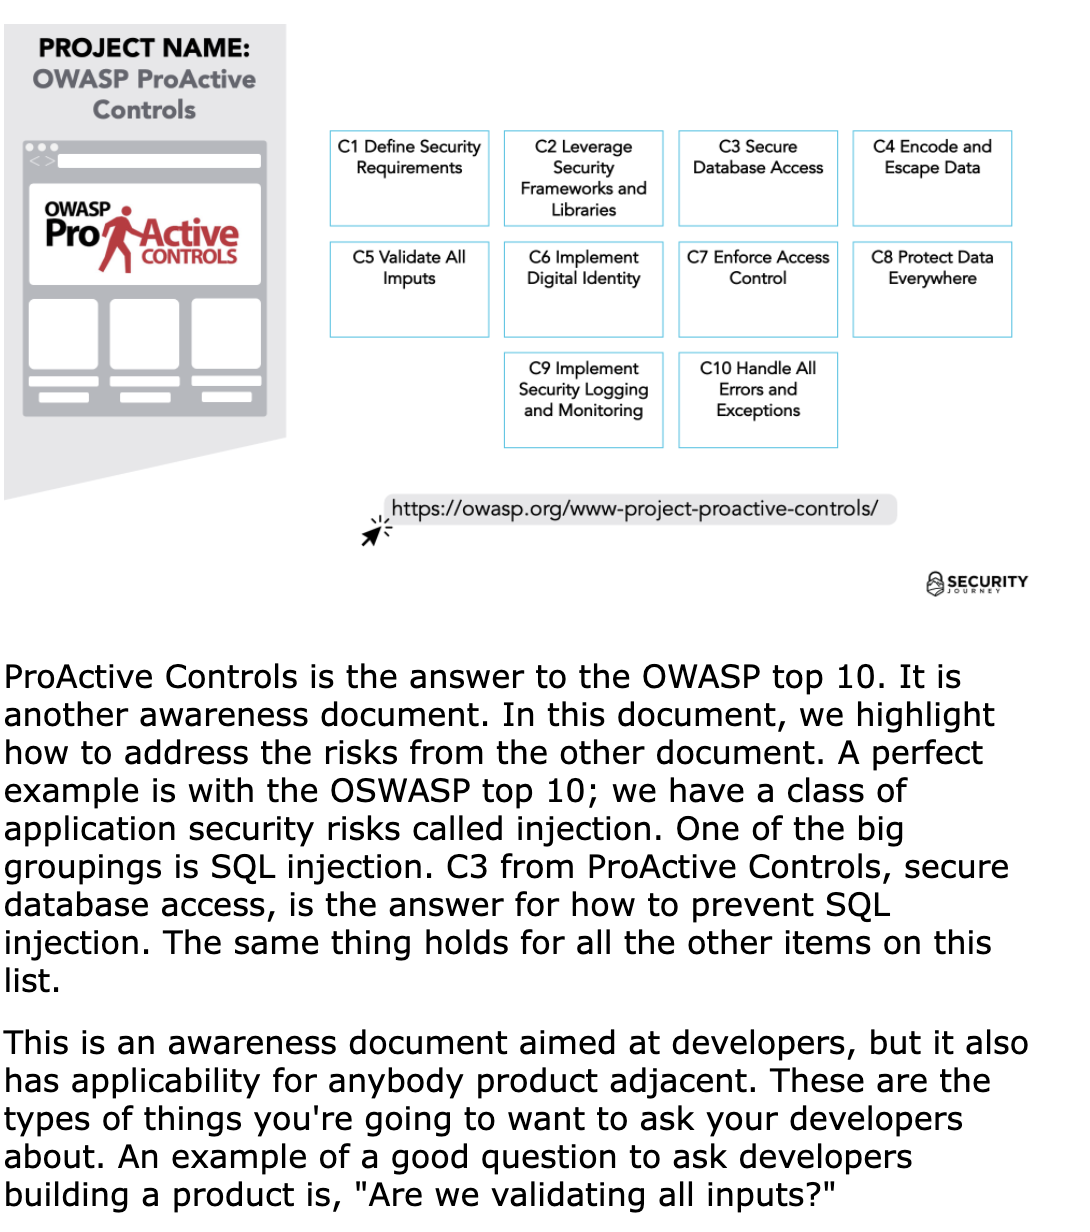 PROJECT NAME:
OWASP ProActive
Controls
< >
OWASP
ProActive
CONTROLS
C1 Define Security
Requirements
C2 Leverage
Security
Frameworks and
Libraries
C3 Secure
Database Access
C4 Encode and
Escape Data
C5 Validate All
Imputs
C6 Implement
Digital Identity
C7 Enforce Access
Control
C8 Protect Data
Everywhere
C9 Implement
Security Logging
and Monitoring
C10 Handle All
Errors and
Exceptions
https://owasp.org/www-project-proactive-controls/
SECURITY
JOURNEY
ProActive Controls is the answer to the OWASP top 10. It is
another awareness document. In this document, we highlight
how to address the risks from the other document. A perfect
example is with the OSWASP top 10; we have a class of
application security risks called injection. One of the big
groupings is SQL injection. C3 from ProActive Controls, secure
database access, is the answer for how to prevent SQL
injection. The same thing holds for all the other items on this
list.
This is an awareness document aimed at developers, but it also
has applicability for anybody product adjacent. These are the
types of things you're going to want to ask your developers
about. An example of a good question to ask developers
building a product is, "Are we validating all inputs?"